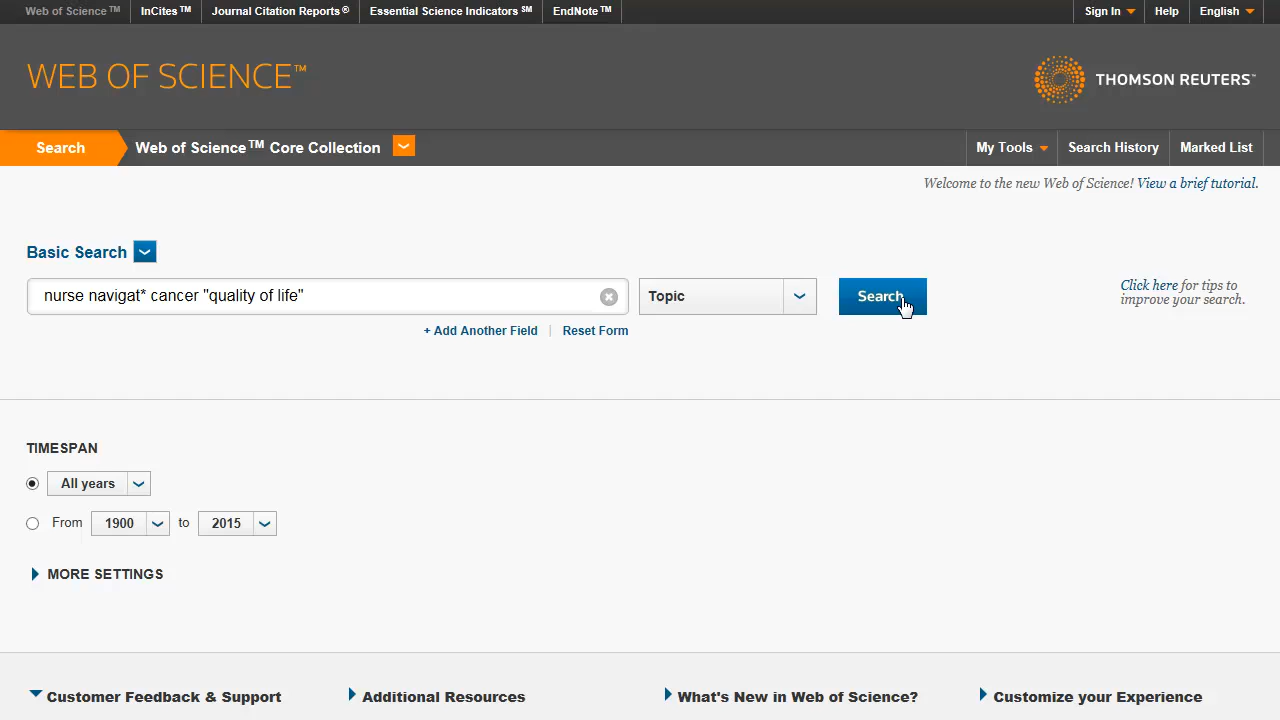 Web of Science™ InCites™ Journal Citation Reports® Essential Science Indicators℠ EndNote™ Sign In Help English
WEB OF SCIENCE™
THOMSON REUTERS™
Search Web of Science™ Core Collection My Tools Search History Marked List
Welcome to the new Web of Science! View a brief tutorial.
Basic Search
nurse navigat* cancer "quality of life" Topic Search
Click here for tips to
improve your search.
+ Add Another Field | Reset Form
TIMESPAN
All years
From 1900 to 2015
MORE SETTINGS
Customer Feedback & Support Additional Resources What's New in Web of Science? Customize your Experience